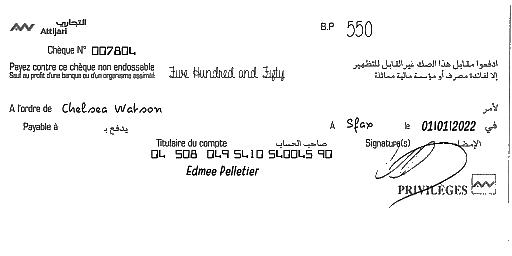 التجاري
Attijari
B.P 550
Chèque N° 007804
Payez contre ce chèque non endossable
Sauf au profit d'une banque ou d'un organisme assimilé
Five Hundred and Fifty
ادفعوا مقابل هذا الصك غير القابل للتظهير
إلا لفائدة مصرف أو مؤسسة مالية مماثلة
A l'ordre de Chelsea Watson لأمر
Payable à يدفع بـ A Sfax le 01/01/2022 في
Titulaire du compte صاحب الحساب Signature(s) الإمضاء
04 508 049 5410 540045 90
Edmee Pelletier
PRIVILÈGES